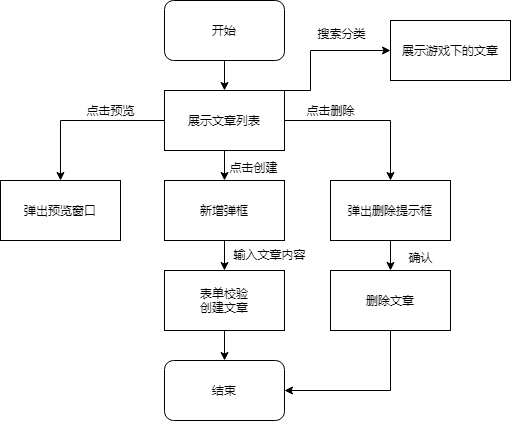 开始
搜索分类
展示游戏下的文章
点击预览
展示文章列表
点击删除
点击创建
弹出预览窗口
新增弹框
弹出删除提示框
输入文章内容
确认
表单校验
创建文章
删除文章
结束